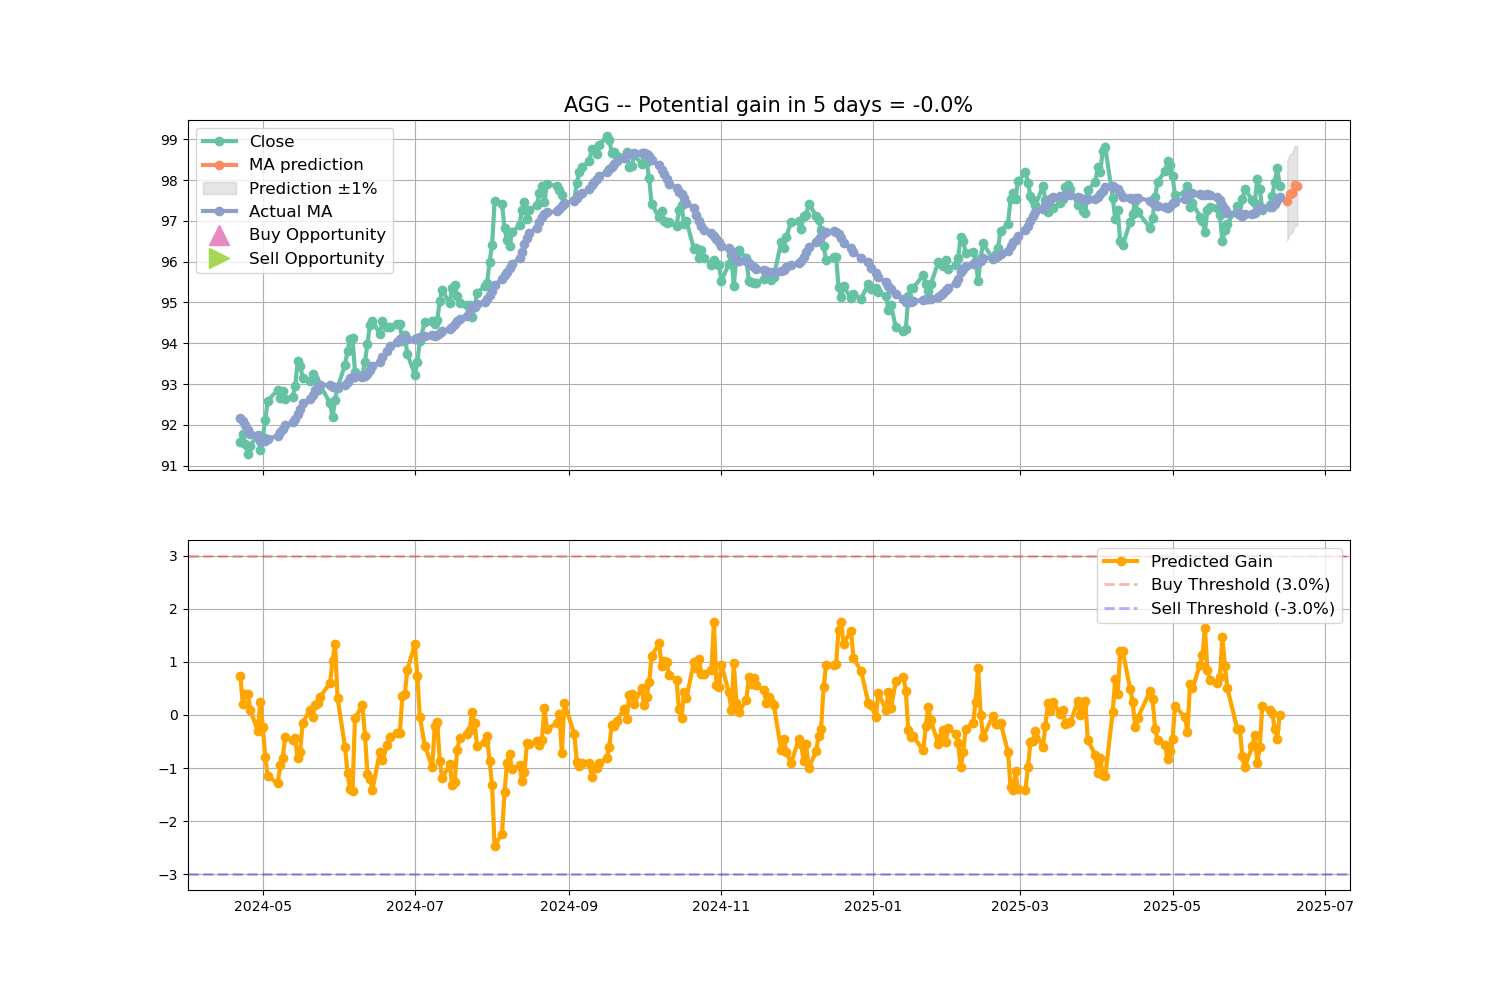 AGG -- Potential gain in 5 days = -0.0%
99
98
97
96
95
94
93
92
91
Close
MA prediction
Prediction ±1%
Actual MA
Buy Opportunity
Sell Opportunity
3
2
1
0
−1
−2
−3
Predicted Gain
Buy Threshold (3.0%)
Sell Threshold (-3.0%)
2024-05
2024-07
2024-09
2024-11
2025-01
2025-03
2025-05
2025-07